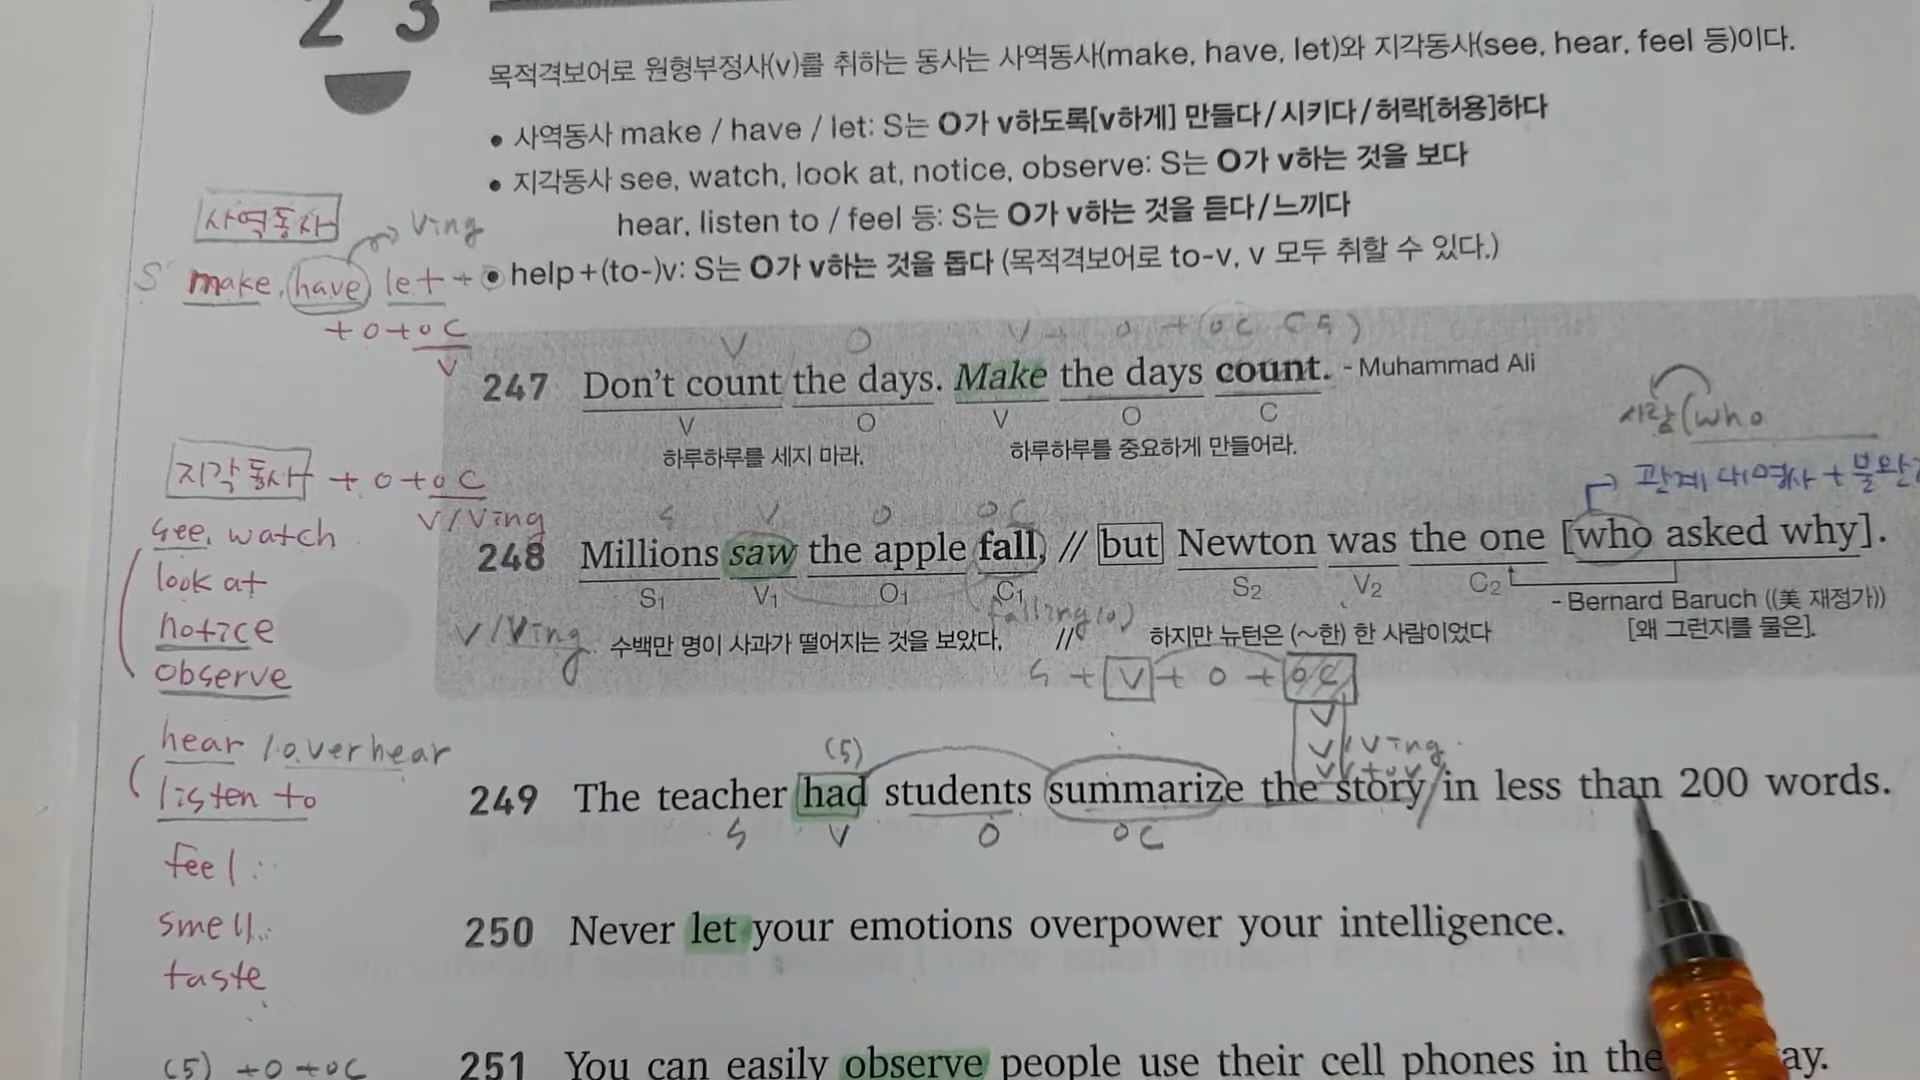 23
목적격보어로 원형부정사(v)를 취하는 동사는 사역동사(make, have, let)와 지각동사(see, hear, feel 등)이다.
• 사역동사 make / have / let: S는 O가 v하도록[v하게] 만들다/시키다/허락[허용]하다
• 지각동사 see, watch, look at, notice, observe: S는 O가 v하는 것을 보다
hear, listen to / feel 등: S는 O가 v하는 것을 듣다/느끼다
사역동사 Ving
• help+(to-)v: S는 O가 v하는 것을 돕다 (목적격보어로 to-v, v 모두 취할 수 있다.)
S make, have let
+ o + o c
V
V O V O + (OC (5)
247 Don't count the days. Make the days count. - Muhammad Ali
V O V O C
하루하루를 세지 마라. 하루하루를 중요하게 만들어라.
사람(who
관계대명사 + 불완
지각동사 + o + o c
V/Ving
S V O OC
248 Millions saw the apple fall, // but Newton was the one [who asked why].
S₁ V₁ O₁ C₁ S₂ V₂ C₂
- Bernard Baruch ((美 재정가))
falling(o)
V/Ving 수백만 명이 사과가 떨어지는 것을 보았다, // 하지만 뉴턴은 (~한) 한 사람이었다 [왜 그런지를 물은].
S + V + O + OC
V
V/Ving
V/toV
see, watch
look at
notice
observe
hear / overhear
listen to
feel
smell
taste
(5)
249 The teacher had students summarize the story / in less than 200 words.
S V O OC
250 Never let your emotions overpower your intelligence.
(5) + O + OC
251 You can easily observe people use their cell phones in the ay.